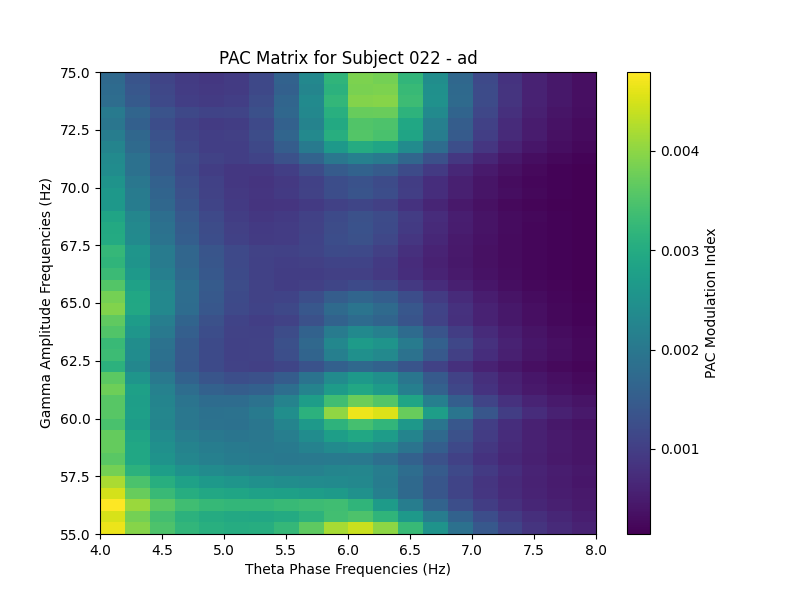 PAC Matrix for Subject 022 - ad
75.0
72.5
70.0
67.5
65.0
62.5
60.0
57.5
55.0
Gamma Amplitude Frequencies (Hz)
4.0 4.5 5.0 5.5 6.0 6.5 7.0 7.5 8.0
Theta Phase Frequencies (Hz)
0.004
0.003
0.002
0.001
PAC Modulation Index